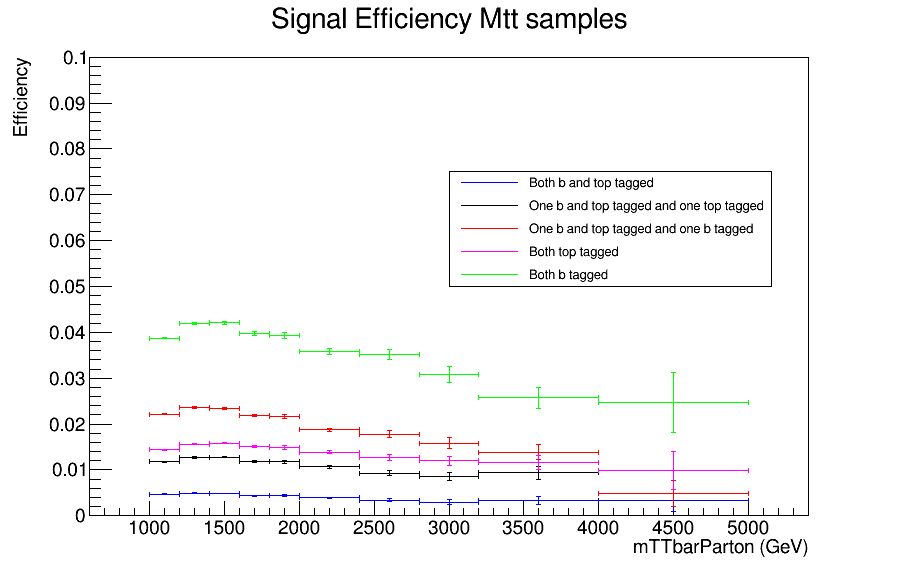 Signal Efficiency Mtt samples
Efficiency
0.1
0.09
0.08
0.07
0.06
0.05
0.04
0.03
0.02
0.01
0
Both b and top tagged
One b and top tagged and one top tagged
One b and top tagged and one b tagged
Both top tagged
Both b tagged
1000 1500 2000 2500 3000 3500 4000 4500 5000
mTTbarParton (GeV)